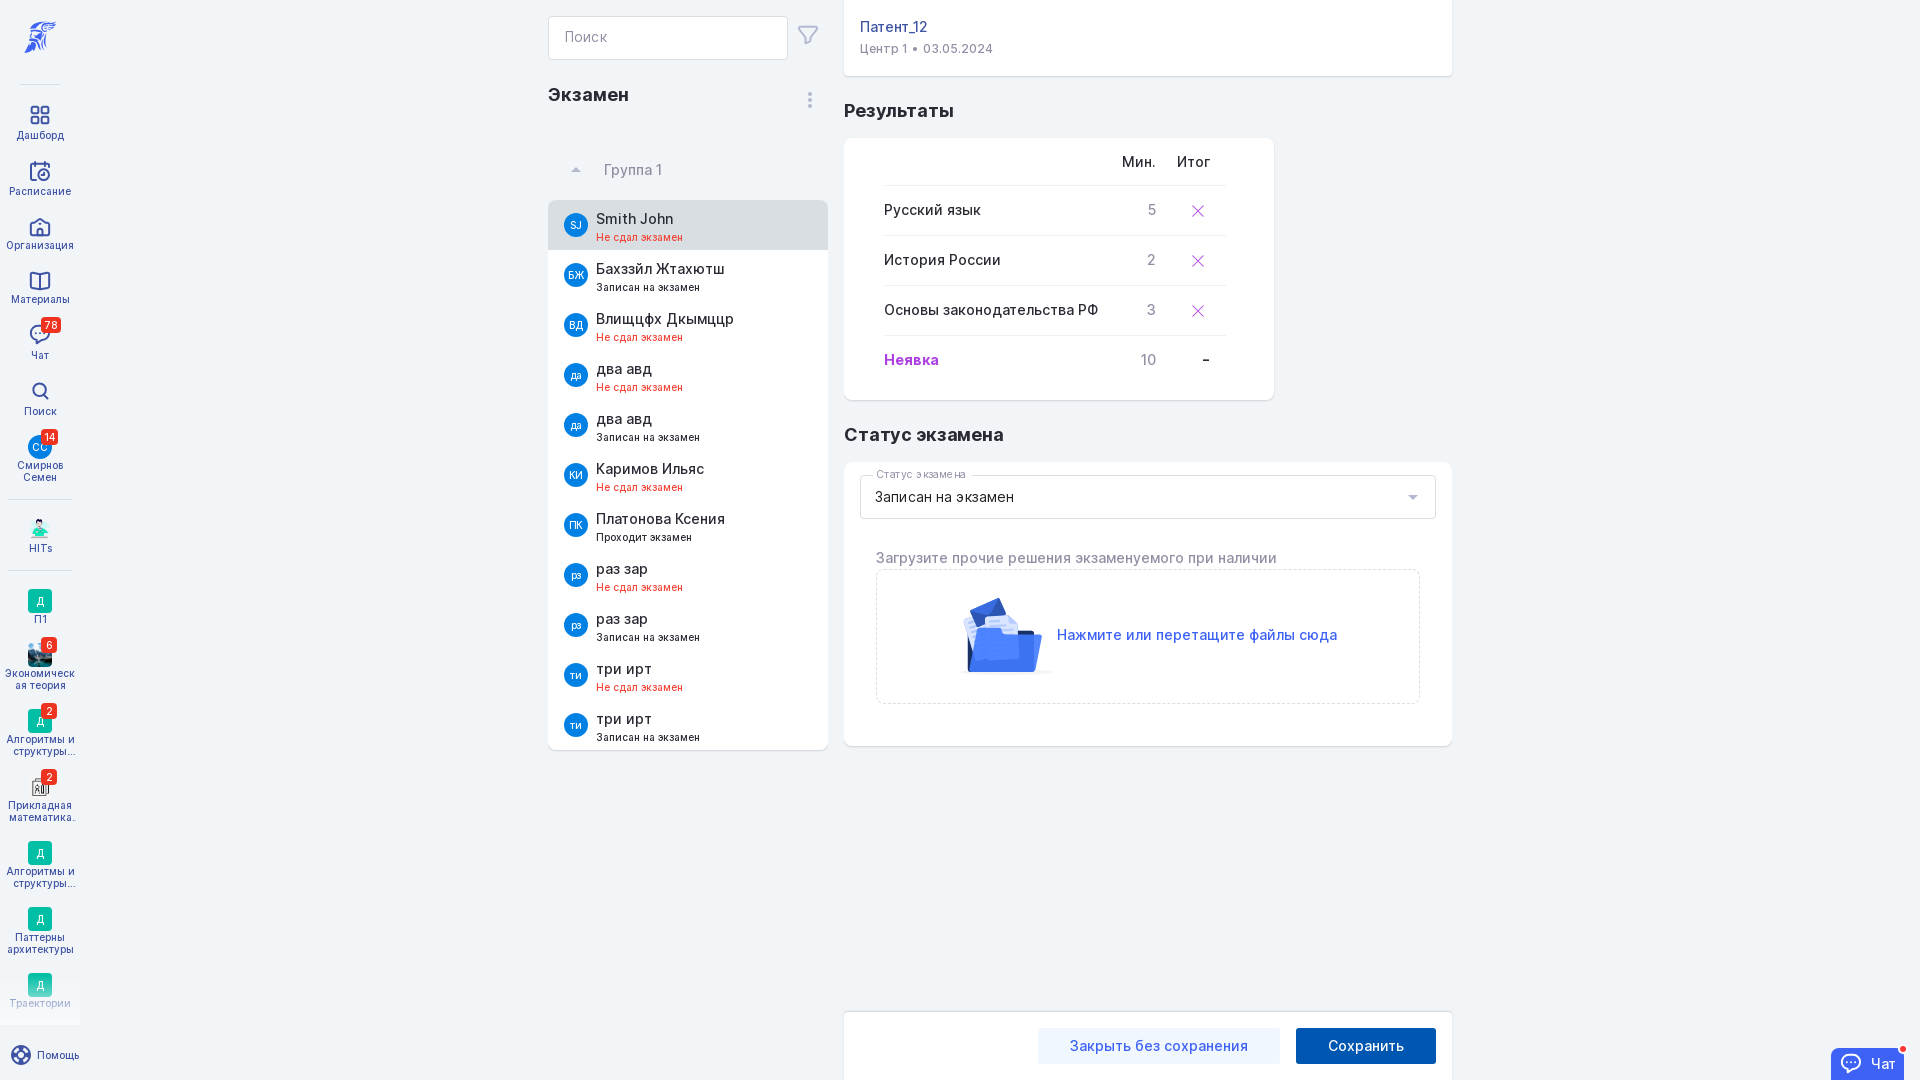 Дашборд
Расписание
Организация
Материалы
78
Чат
Поиск
14
СС
Смирнов
Семен
HITs
Д
П1
6
Экономическ
ая теория
2
Д
Алгоритмы и
структуры...
2
Прикладная
математика.
Д
Алгоритмы и
структуры...
Д
Паттерны
архитектуры
Д
Траектории
Помощь
Поиск
Экзамен
Группа 1
SJ
Smith John
Не сдал экзамен
БЖ
Бахззйл Жтахютш
Записан на экзамен
ВД
Влищцфх Дкымццр
Не сдал экзамен
да
два авд
Не сдал экзамен
да
два авд
Записан на экзамен
КИ
Каримов Ильяс
Не сдал экзамен
ПК
Платонова Ксения
Проходит экзамен
рз
раз зар
Не сдал экзамен
рз
раз зар
Записан на экзамен
ти
три ирт
Не сдал экзамен
ти
три ирт
Записан на экзамен
Патент_12
Центр 1 • 03.05.2024
Результаты
Мин. Итог
Русский язык 5
История России 2
Основы законодательства РФ 3
Неявка 10 –
Статус экзамена
Статус экзамена
Записан на экзамен
Загрузите прочие решения экзаменуемого при наличии
Нажмите или перетащите файлы сюда
Закрыть без сохранения
Сохранить
Чат